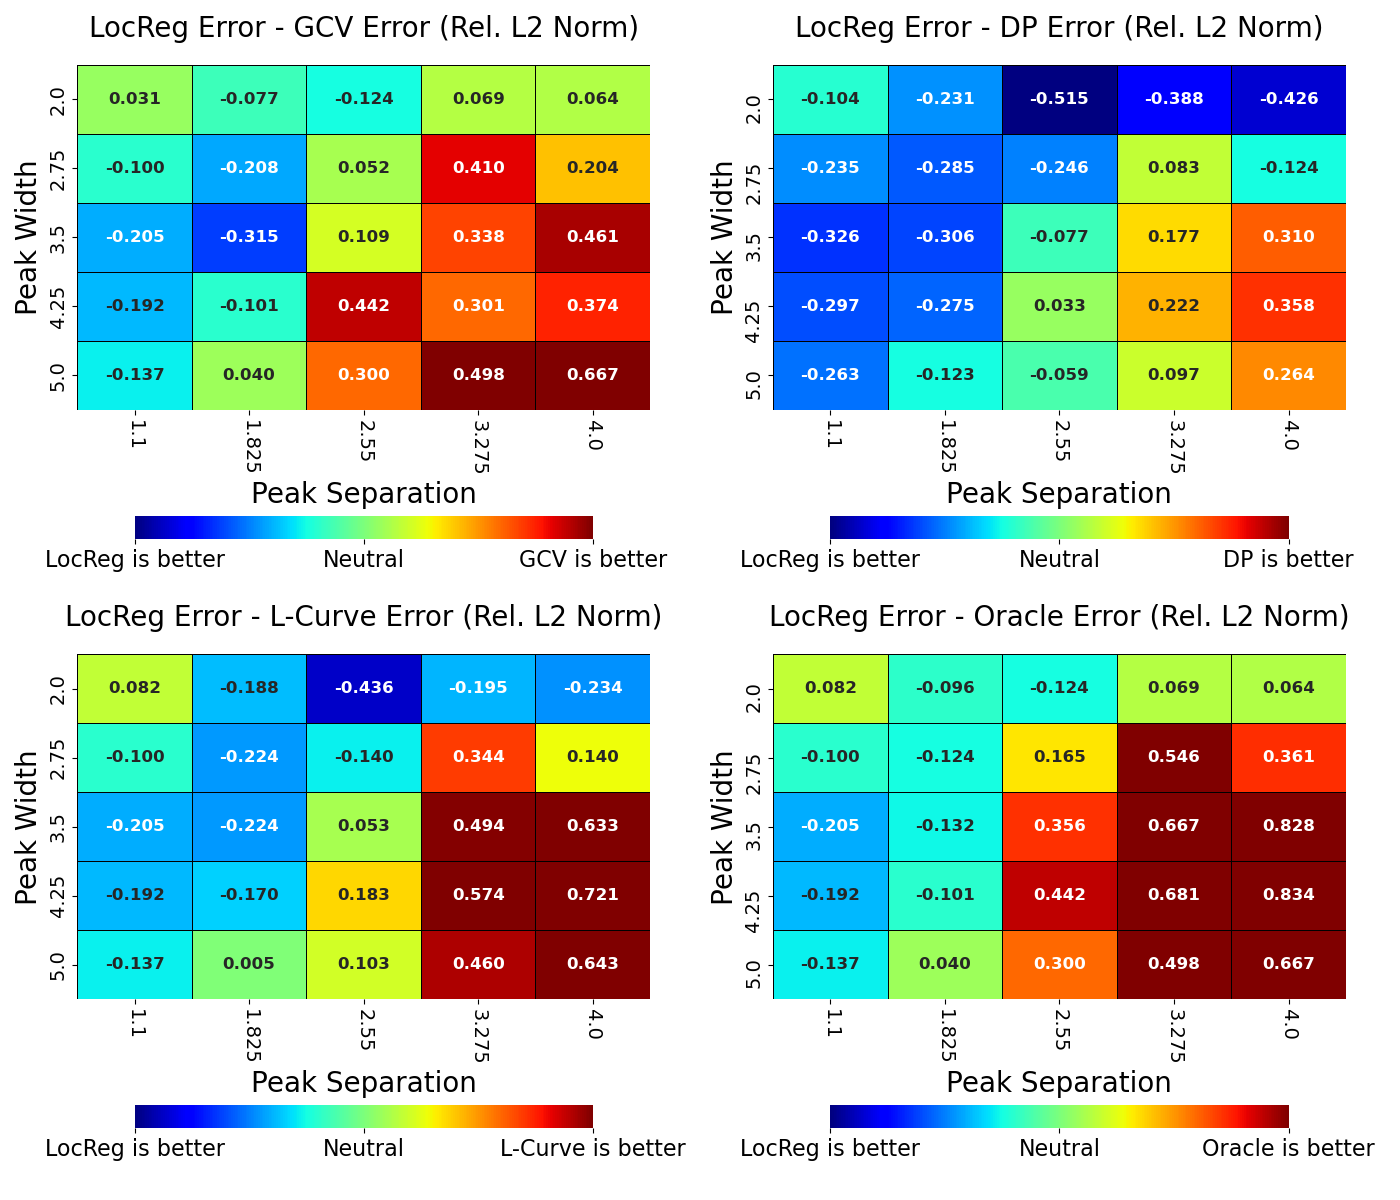 LocReg Error - GCV Error (Rel. L2 Norm)
Peak Width
2.0 0.031 -0.077 -0.124 0.069 0.064
2.75 -0.100 -0.208 0.052 0.410 0.204
3.5 -0.205 -0.315 0.109 0.338 0.461
4.25 -0.192 -0.101 0.442 0.301 0.374
5.0 -0.137 0.040 0.300 0.498 0.667
1.1 1.825 2.55 3.275 4.0
Peak Separation
LocReg is better Neutral GCV is better
LocReg Error - DP Error (Rel. L2 Norm)
Peak Width
2.0 -0.104 -0.231 -0.515 -0.388 -0.426
2.75 -0.235 -0.285 -0.246 0.083 -0.124
3.5 -0.326 -0.306 -0.077 0.177 0.310
4.25 -0.297 -0.275 0.033 0.222 0.358
5.0 -0.263 -0.123 -0.059 0.097 0.264
1.1 1.825 2.55 3.275 4.0
Peak Separation
LocReg is better Neutral DP is better
LocReg Error - L-Curve Error (Rel. L2 Norm)
Peak Width
2.0 0.082 -0.188 -0.436 -0.195 -0.234
2.75 -0.100 -0.224 -0.140 0.344 0.140
3.5 -0.205 -0.224 0.053 0.494 0.633
4.25 -0.192 -0.170 0.183 0.574 0.721
5.0 -0.137 0.005 0.103 0.460 0.643
1.1 1.825 2.55 3.275 4.0
Peak Separation
LocReg is better Neutral L-Curve is better
LocReg Error - Oracle Error (Rel. L2 Norm)
Peak Width
2.0 0.082 -0.096 -0.124 0.069 0.064
2.75 -0.100 -0.124 0.165 0.546 0.361
3.5 -0.205 -0.132 0.356 0.667 0.828
4.25 -0.192 -0.101 0.442 0.681 0.834
5.0 -0.137 0.040 0.300 0.498 0.667
1.1 1.825 2.55 3.275 4.0
Peak Separation
LocReg is better Neutral Oracle is better